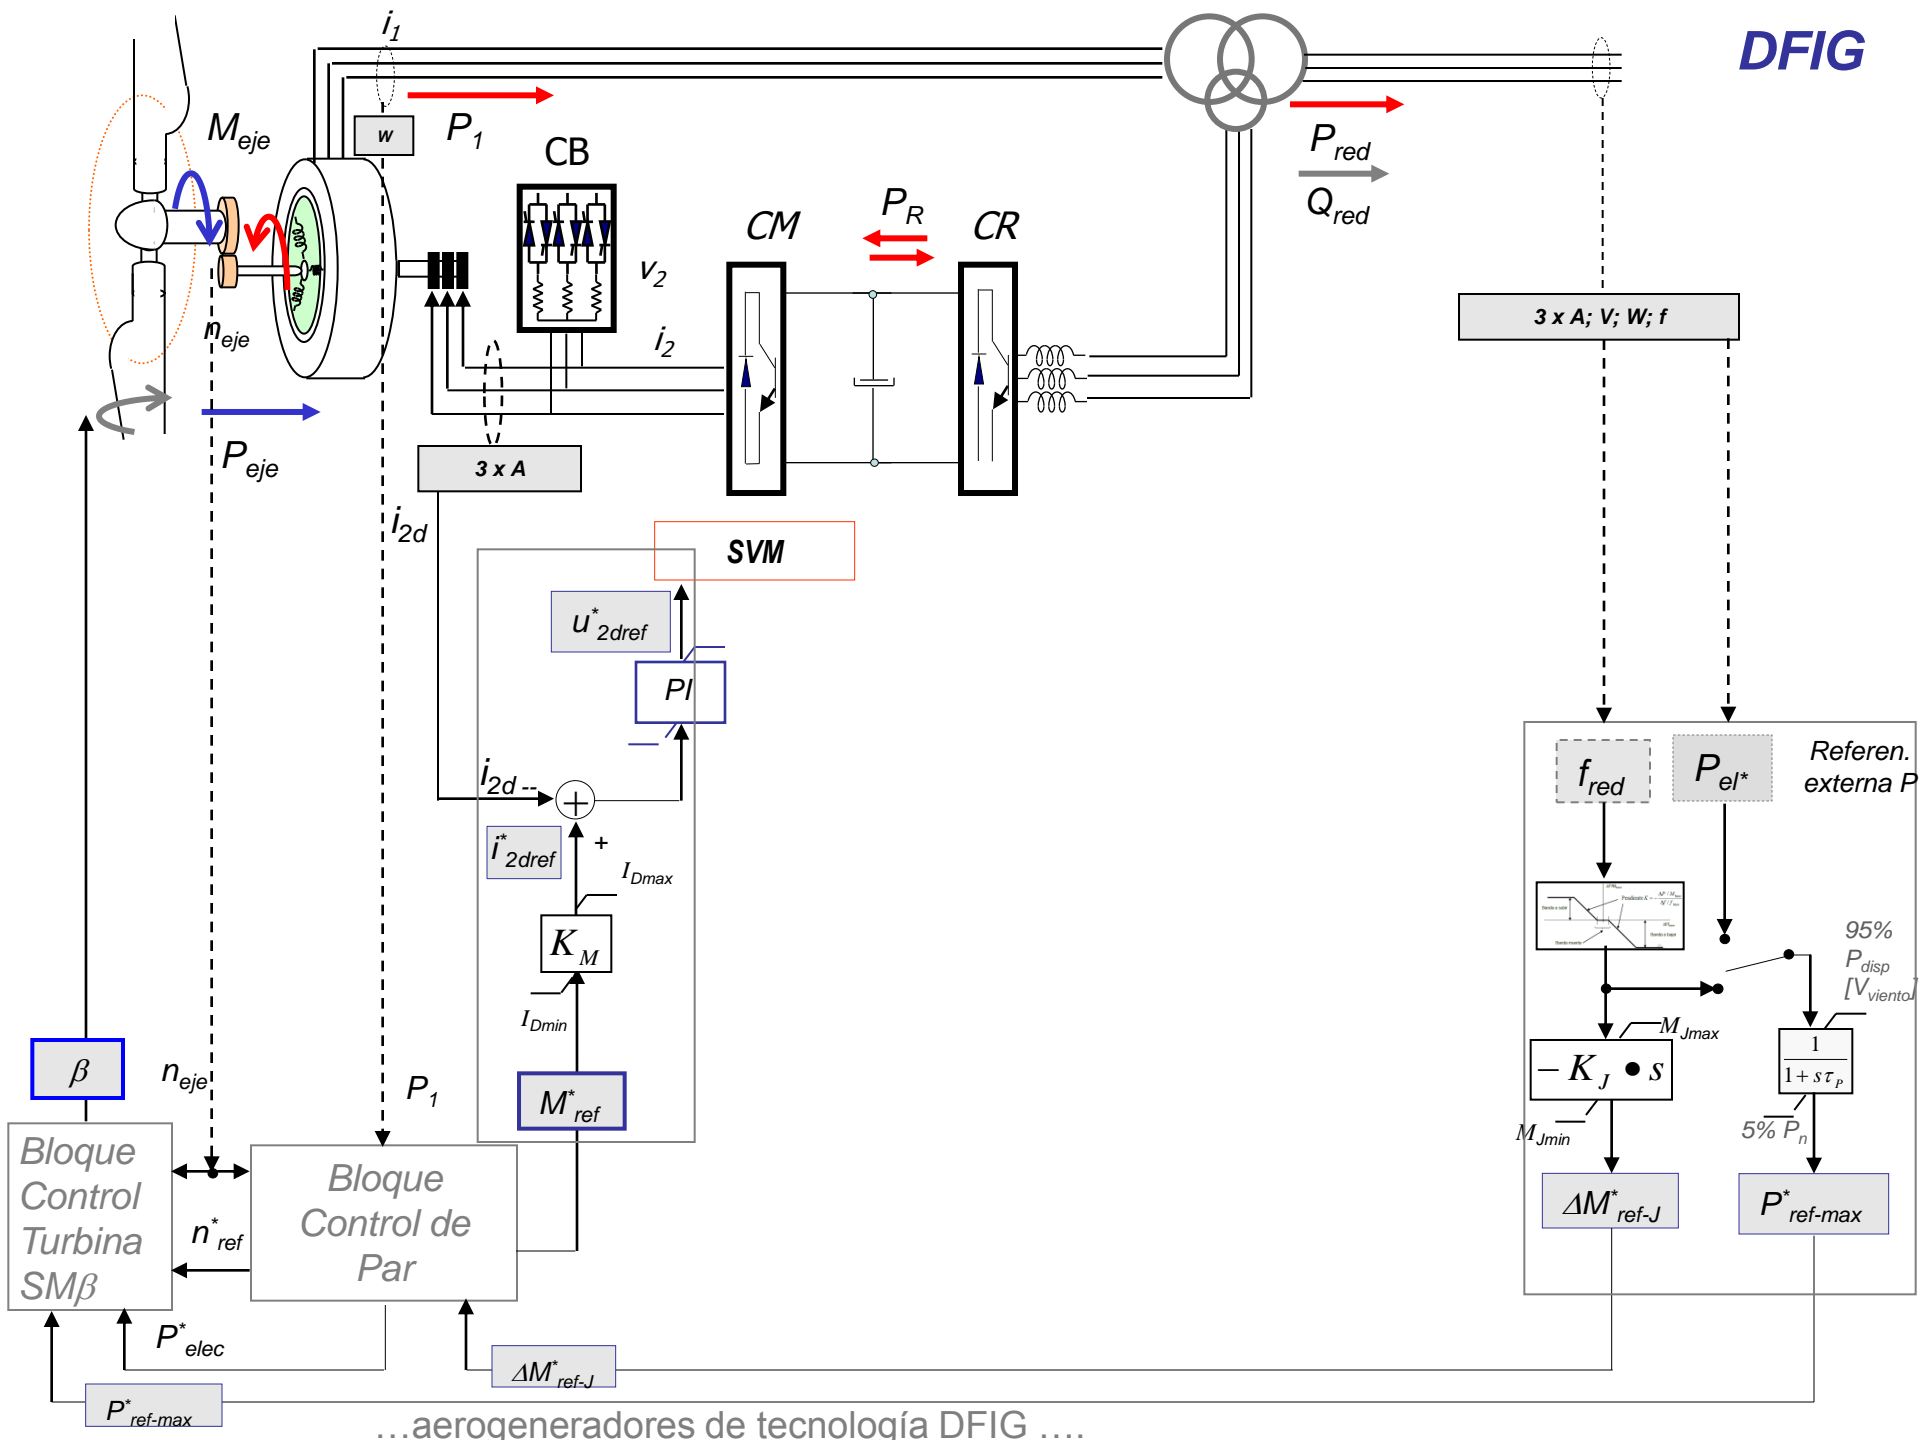 DFIG
i1
W
P1
Meje
CB
CM
PR
CR
Pred
Qred
v2
i2
neje
3 x A; V; W; f
Peje
3 x A
i2d
SVM
u*2dref
PI
i2d --
+
i*2dref
+
IDmax
KM
IDmin
M*ref
fred
Pel*
Referen.
externa P
95%
Pdisp
[Vviento]
MJmax
– KJ • s
MJmin
1
1 + sτP
5% Pn
ΔM*ref-J
P*ref-max
β
neje
P1
Bloque
Control
Turbina
SMβ
n*ref
Bloque
Control de
Par
P*elec
ΔM*ref-J
P*ref-max
…aerogeneradores de tecnología DFIG ….